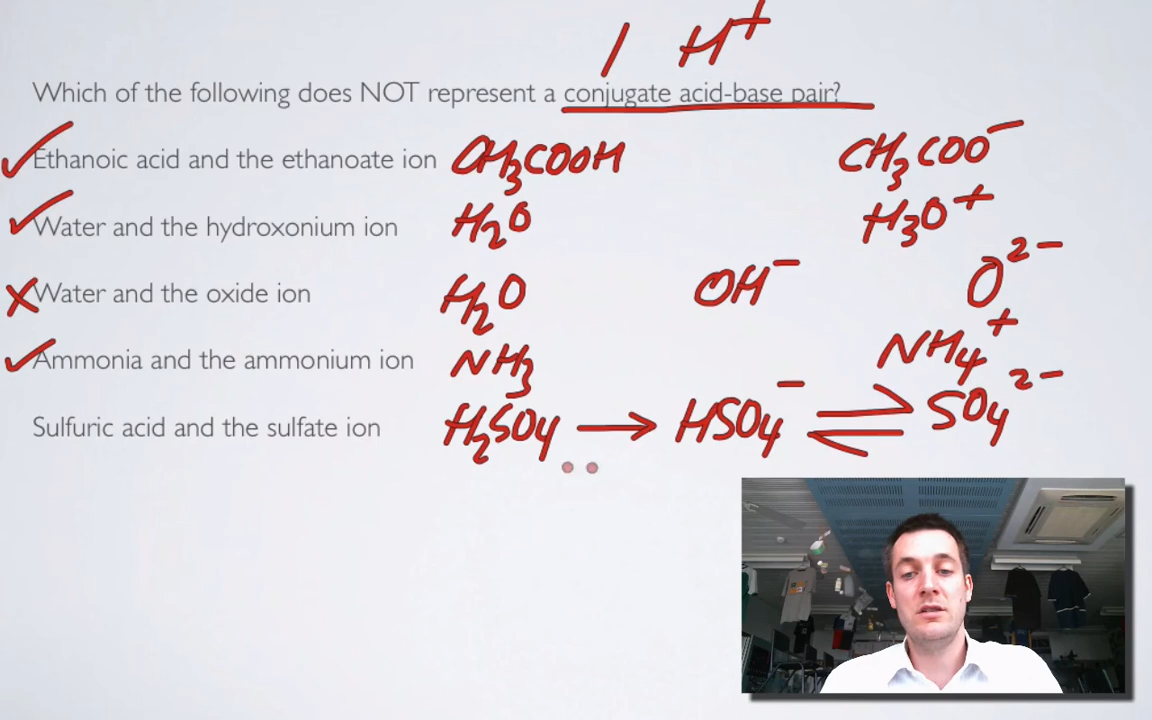 1 H+
Which of the following does NOT represent a conjugate acid-base pair?
Ethanoic acid and the ethanoate ion CH3COOH CH3COO−
Water and the hydroxonium ion H2O H3O+
Water and the oxide ion H2O OH− O2−
Ammonia and the ammonium ion NH3 NH4+
Sulfuric acid and the sulfate ion H2SO4 → HSO4− ⇌ SO42−